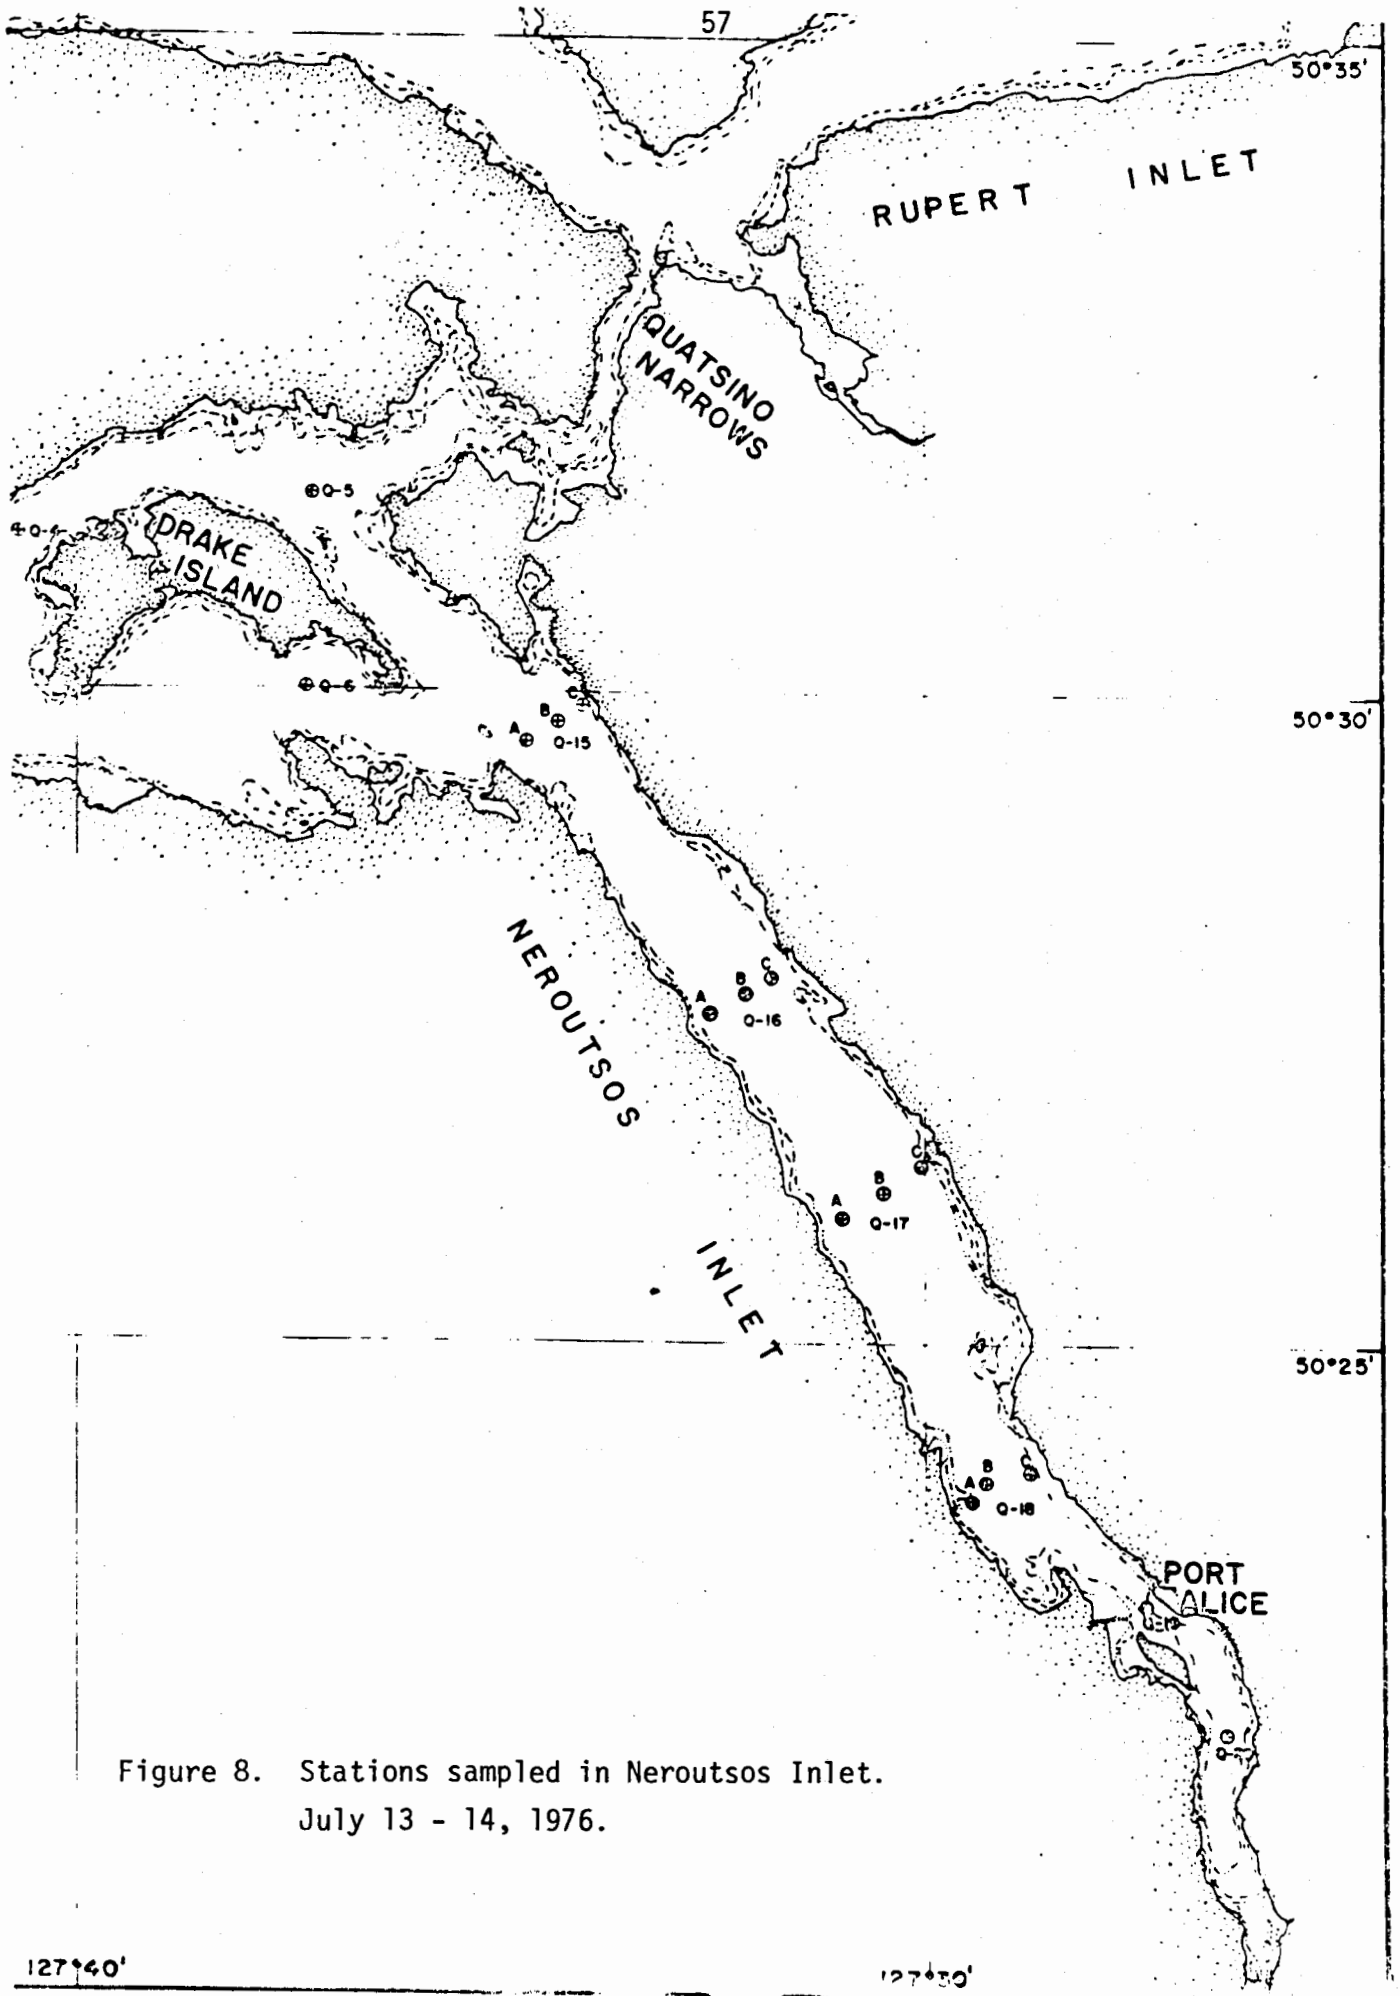 57
50°35'
RUPERT INLET
QUATSINO
NARROWS
Q-5
DRAKE
ISLAND
Q-6
C
B
A
Q-15
50°30'
NEROUTSOS INLET
C
B
A
Q-16
C
B
A
Q-17
50°25'
C
B
A
Q-18
PORT
ALICE
Figure 8. Stations sampled in Neroutsos Inlet.
July 13 - 14, 1976.
127°40'
127°30'